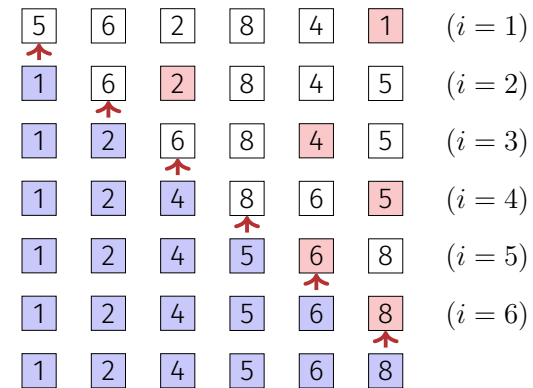 5 6 2 8 4 1 (i = 1)
1 6 2 8 4 5 (i = 2)
1 2 6 8 4 5 (i = 3)
1 2 4 8 6 5 (i = 4)
1 2 4 5 6 8 (i = 5)
1 2 4 5 6 8 (i = 6)
1 2 4 5 6 8